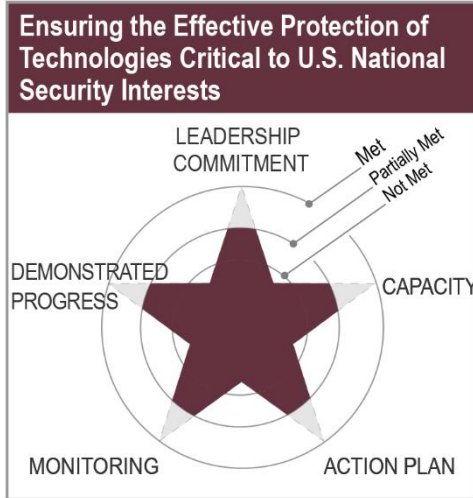 Ensuring the Effective Protection of
Technologies Critical to U.S. National
Security Interests
LEADERSHIP
COMMITMENT
Met
Partially Met
Not Met
DEMONSTRATED
PROGRESS
CAPACITY
MONITORING
ACTION PLAN